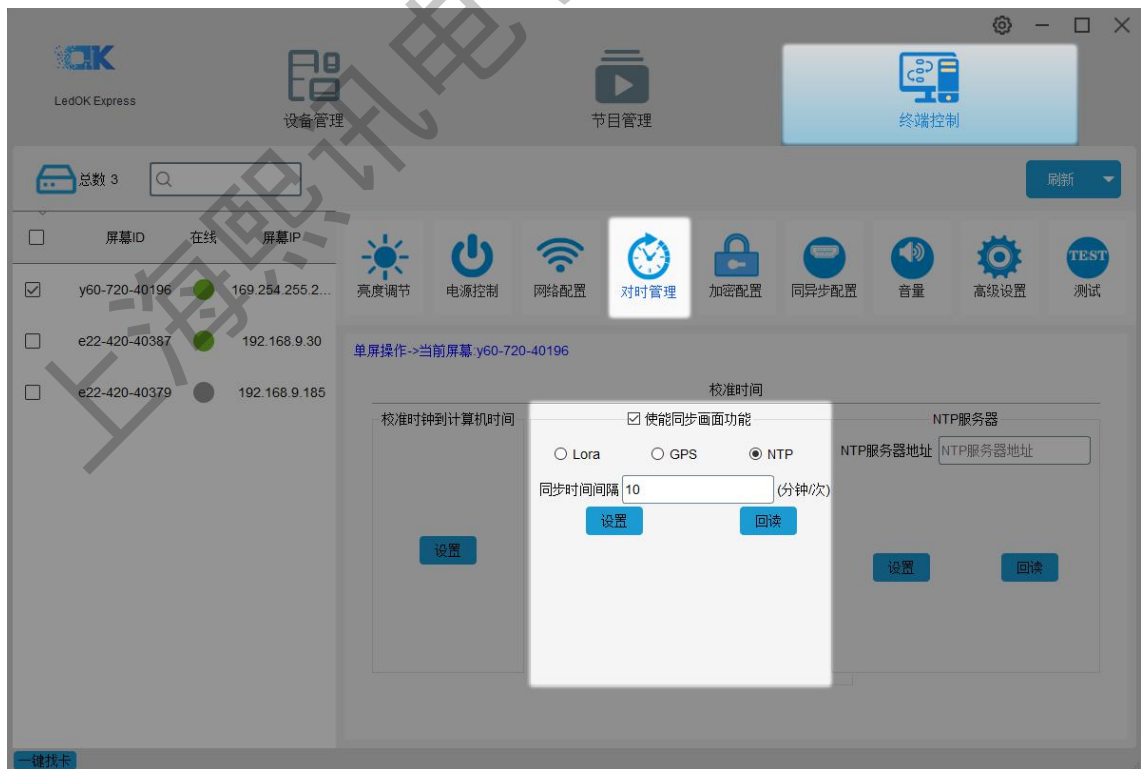 LedOK Express
设备管理
节目管理
终端控制
总数 3
刷新
屏幕ID 在线 屏幕IP
y60-720-40196 169.254.255.2...
e22-420-40387 192.168.9.30
e22-420-40379 192.168.9.185
亮度调节 电源控制 网络配置 对时管理 加密配置 同异步配置 音量 高级设置 TEST 测试
单屏操作->当前屏幕:y60-720-40196
校准时间
校准时钟到计算机时间
设置
使能同步画面功能
Lora GPS NTP
同步时间间隔 10 (分钟/次)
设置 回读
NTP服务器
NTP服务器地址 NTP服务器地址
设置 回读
一键找卡
上海熙讯电